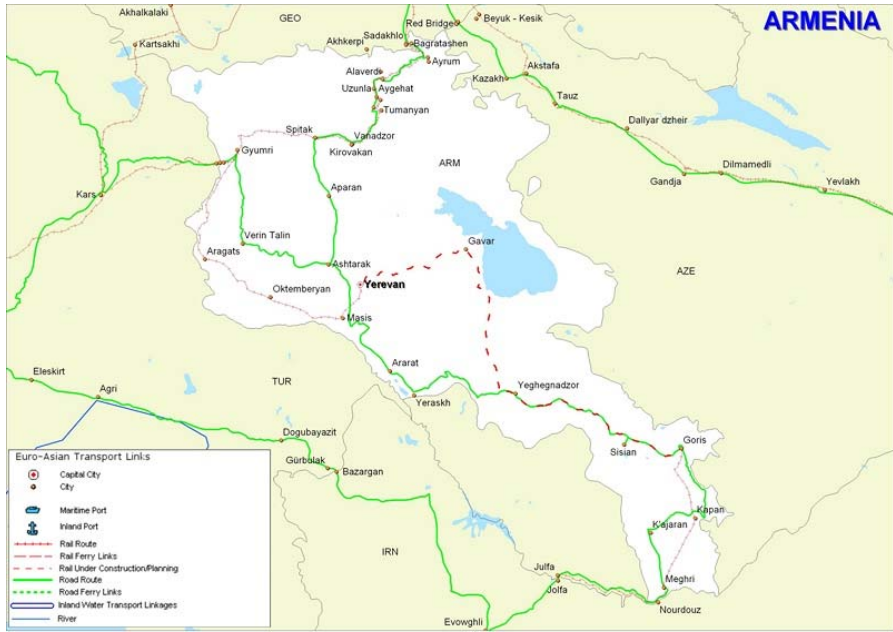 ARMENIA
Akhalkalaki
GEO
Red Bridge
Beyuk - Kesik
Kartsakhi
Sadakhlo
Akhkerpi
Bagratashen
Ayrum
Alaverdi
Kazakh
Akstafa
Uzunla
Aygehat
Tauz
Tumanyan
Dallyar dzheir
Spitak
Vanadzor
Gyumri
Kirovakan
ARM
Dilmamedli
Kars
Aparan
Gandja
Yevlakh
Verin Talin
Gavar
Aragats
Ashtarak
AZE
Oktemberyan
Yerevan
Masis
Eleskirt
Ararat
TUR
Agri
Yeghegnadzor
Yeraskh
Dogubayazit
Goris
Sisian
Gürbulak
Bazargan
Kapan
K'ajaran
IRN
Julfa
Jolfa
Meghri
Nourdouz
Evowghli
Euro-Asian Transport Links
Capital City
City
Maritime Port
Inland Port
Rail Route
Rail Ferry Links
Rail Under Construction/Planning
Road Route
Road Ferry Links
Inland Water Transport Linkages
River